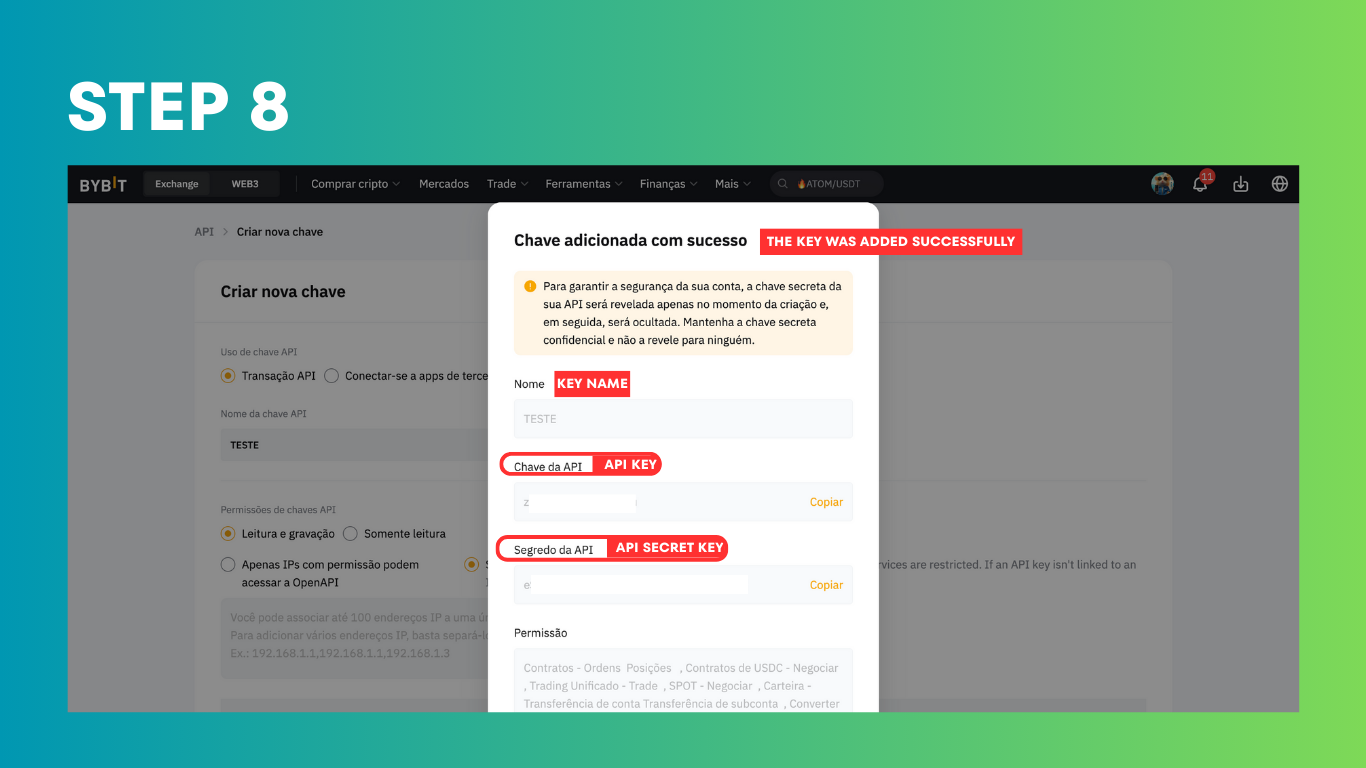 STEP 8
BYBIT
Exchange
WEB3
Comprar cripto
Mercados
Trade
Ferramentas
Finanças
Mais
ATOM/USDT
11
API > Criar nova chave
Chave adicionada com sucesso
THE KEY WAS ADDED SUCCESSFULLY
Para garantir a segurança da sua conta, a chave secreta da
sua API será revelada apenas no momento da criação e,
em seguida, será ocultada. Mantenha a chave secreta
confidencial e não a revele para ninguém.
Nome
KEY NAME
TESTE
Chave da API
API KEY
z
Copiar
Segredo da API
API SECRET KEY
e
Copiar
Permissão
Contratos - Ordens Posições , Contratos de USDC - Negociar
, Trading Unificado - Trade , SPOT - Negociar , Carteira -
Transferência de conta Transferência de subconta , Converter
Criar nova chave
Uso de chave API
Transação API
Conectar-se a apps de terce
Nome da chave API
TESTE
Permissões de chaves API
Leitura e gravação
Somente leitura
Apenas IPs com permissão podem
acessar a OpenAPI
rvices are restricted. If an API key isn't linked to an
Você pode associar até 100 endereços IP a uma ún
Para adicionar vários endereços IP, basta separá-lo
Ex.: 192.168.1.1,192.168.1.1,192.168.1.3